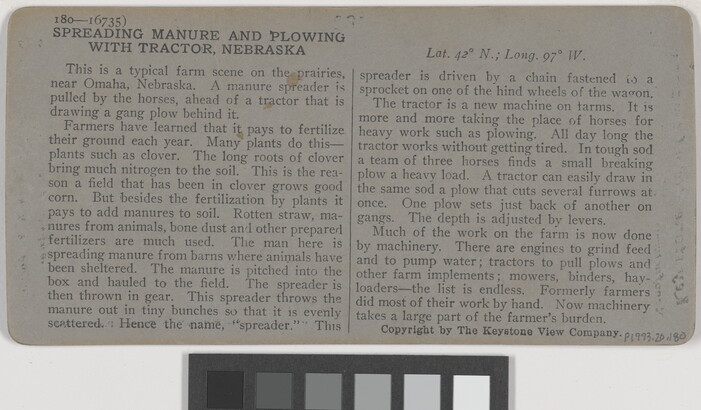 180—16735)
SPREADING MANURE AND PLOWING
WITH TRACTOR, NEBRASKA
This is a typical farm scene on the prairies,
near Omaha, Nebraska. A manure spreader is
pulled by the horses, ahead of a tractor that is
drawing a gang plow behind it.
Farmers have learned that it pays to fertilize
their ground each year. Many plants do this—
plants such as clover. The long roots of clover
bring much nitrogen to the soil. This is the rea-
son a field that has been in clover grows good
corn. But besides the fertilization by plants it
pays to add manures to soil. Rotten straw, ma-
nures from animals, bone dust and other prepared
fertilizers are much used. The man here is
spreading manure from barns where animals have
been sheltered. The manure is pitched into the
box and hauled to the field. The spreader is
then thrown in gear. This spreader throws the
manure out in tiny bunches so that it is evenly
scattered. Hence the name, "spreader." This
Lat. 42° N.; Long. 97° W.
spreader is driven by a chain fastened to a
sprocket on one of the hind wheels of the wagon.
The tractor is a new machine on farms. It is
more and more taking the place of horses for
heavy work such as plowing. All day long the
tractor works without getting tired. In tough sod
a team of three horses finds a small breaking
plow a heavy load. A tractor can easily draw in
the same sod a plow that cuts several furrows at
once. One plow sets just back of another on
gangs. The depth is adjusted by levers.
Much of the work on the farm is now done
by machinery. There are engines to grind feed
and to pump water; tractors to pull plows and
other farm implements; mowers, binders, hay-
loaders—the list is endless. Formerly farmers
did most of their work by hand. Now machinery
takes a large part of the farmer's burden.
Copyright by The Keystone View Company.
P1973.20.180